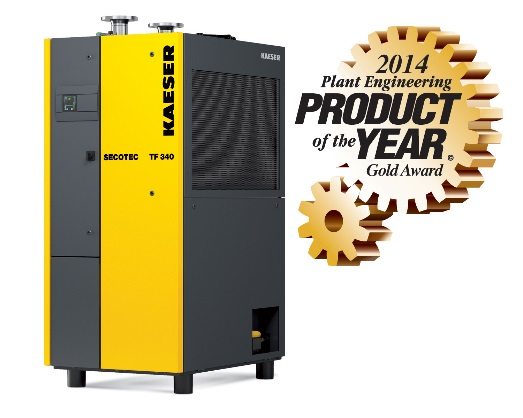 KAESER
KAESER
SECOTEC TF 340
2014
Plant Engineering
PRODUCT
of the YEAR®
Gold Award